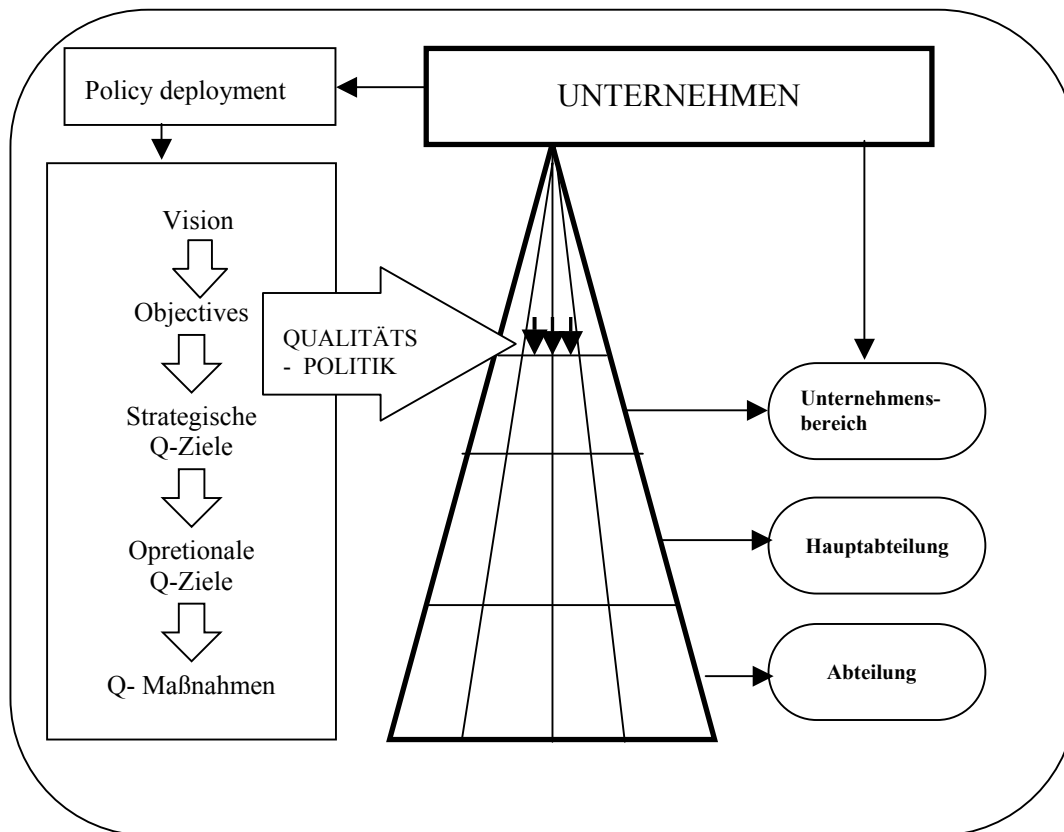 Policy deployment
UNTERNEHMEN
Vision
Objectives
Strategische
Q-Ziele
Opretionale
Q-Ziele
Q- Maßnahmen
QUALITÄTS
- POLITIK
Unternehmens-
bereich
Hauptabteilung
Abteilung